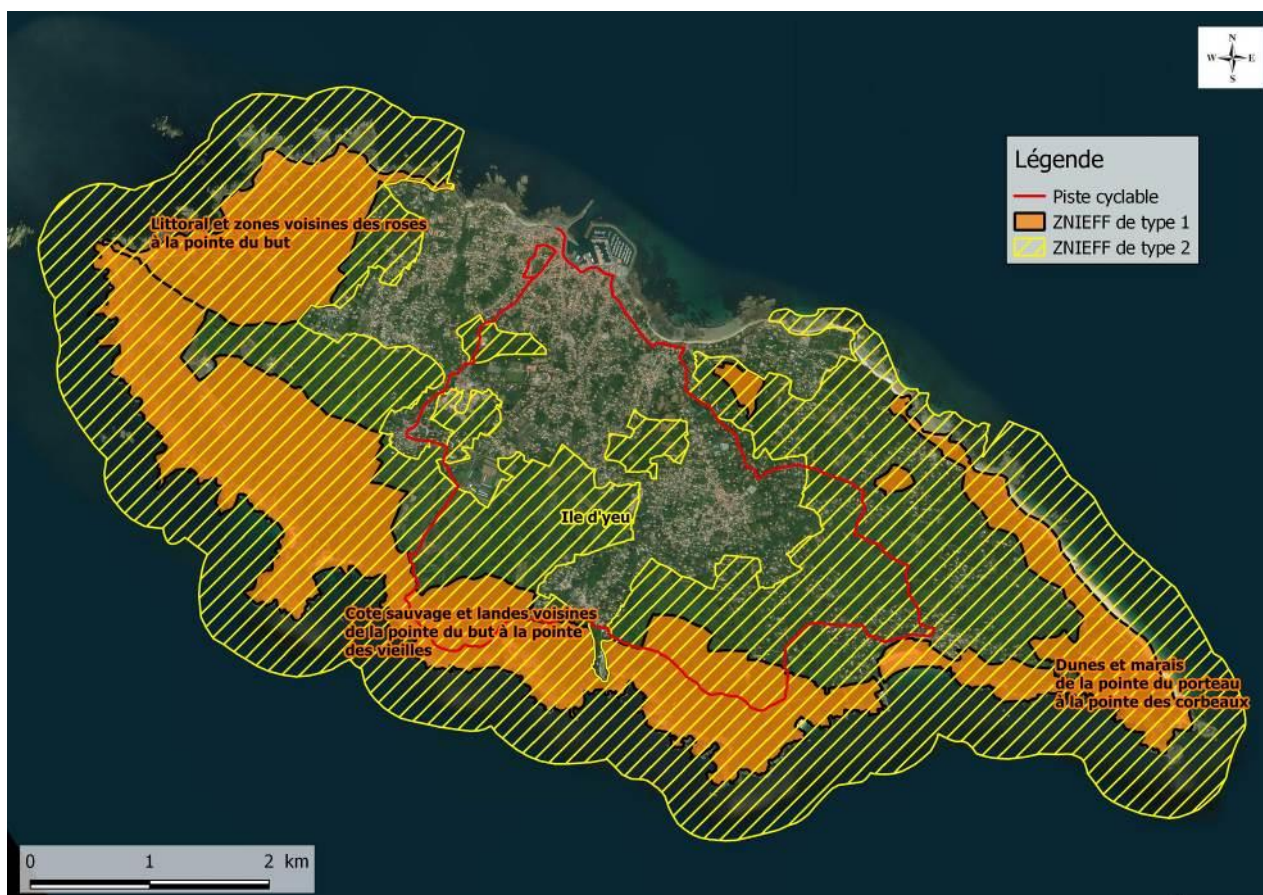 N
W E
S
Légende
Piste cyclable
ZNIEFF de type 1
ZNIEFF de type 2
Littoral et zones voisines des roses
à la pointe du but
Ile d'yeu
Cote sauvage et landes voisines
de la pointe du but à la pointe
des vieilles
Dunes et marais
de la pointe du porteau
à la pointe des corbeaux
0 1 2 km